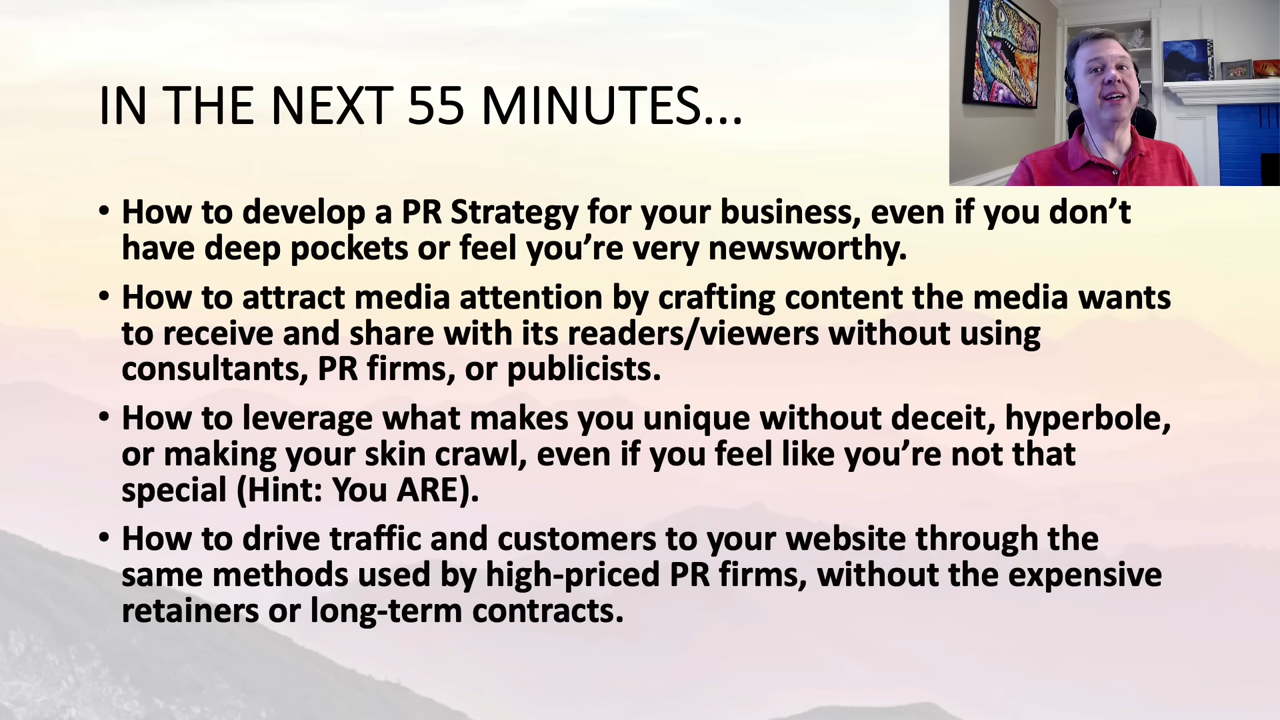 IN THE NEXT 55 MINUTES...
• How to develop a PR Strategy for your business, even if you don’t
have deep pockets or feel you’re very newsworthy.
• How to attract media attention by crafting content the media wants
to receive and share with its readers/viewers without using
consultants, PR firms, or publicists.
• How to leverage what makes you unique without deceit, hyperbole,
or making your skin crawl, even if you feel like you’re not that
special (Hint: You ARE).
• How to drive traffic and customers to your website through the
same methods used by high-priced PR firms, without the expensive
retainers or long-term contracts.